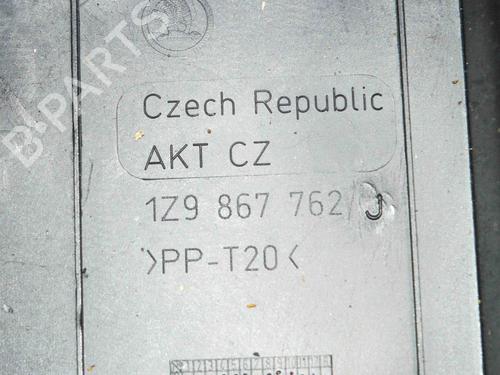 B-PARTS
Czech Republic
AKT CZ
1Z9 867 762 J
>PP-T20<